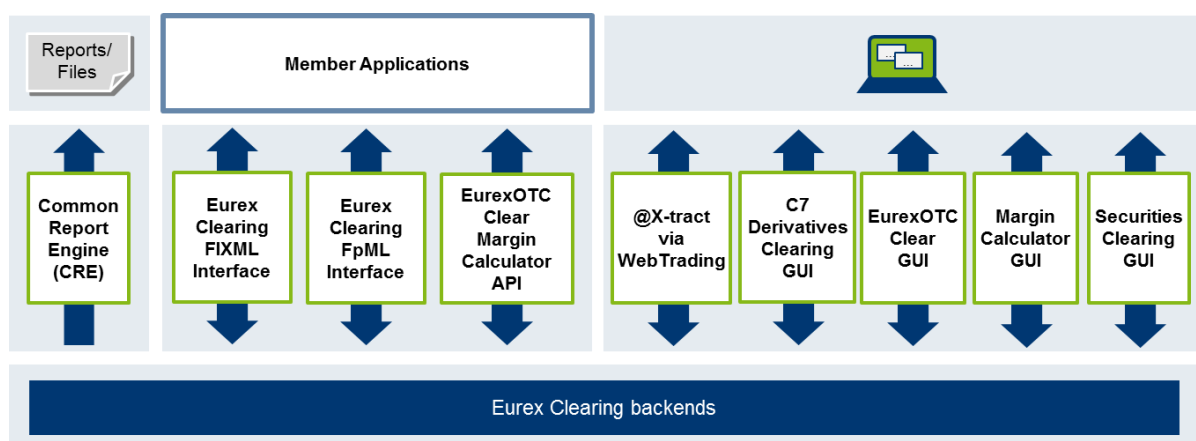 Reports/
Files
Member Applications
...
...
Common
Report
Engine
(CRE)
Eurex
Clearing
FIXML
Interface
Eurex
Clearing
FpML
Interface
EurexOTC
Clear
Margin
Calculator
API
@X-tract
via
WebTrading
C7
Derivatives
Clearing
GUI
EurexOTC
Clear
GUI
Margin
Calculator
GUI
Securities
Clearing
GUI
Eurex Clearing backends